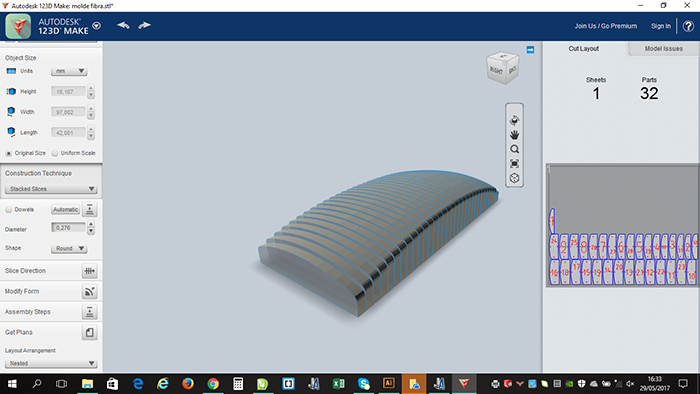 Autodesk 123D Make: molde fibra.stl*
AUTODESK®
123D® MAKE
Join Us / Go Premium
Sign In
?
Object Size
Units
mm
Height
18,167
Width
97,002
Length
42,001
Original Size
Uniform Scale
Construction Technique
Stacked Slices
Dowels
Automatic
Diameter
0,276
Shape
Round
Slice Direction
Modify Form
Assembly Steps
Get Plans
Layout Arrangement
Nested
RIGHT
BACK
Cut Layout
Model Issues
Sheets
Parts
1
32
16:33
29/05/2017